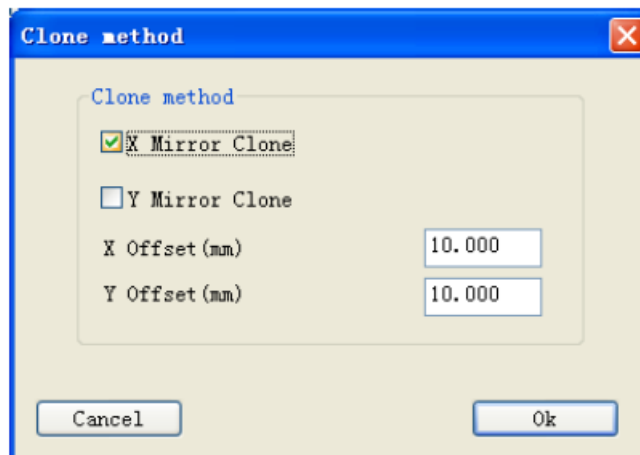 Clone method
Clone method
X Mirror Clone
Y Mirror Clone
X Offset(mm) 10.000
Y Offset(mm) 10.000
Cancel Ok